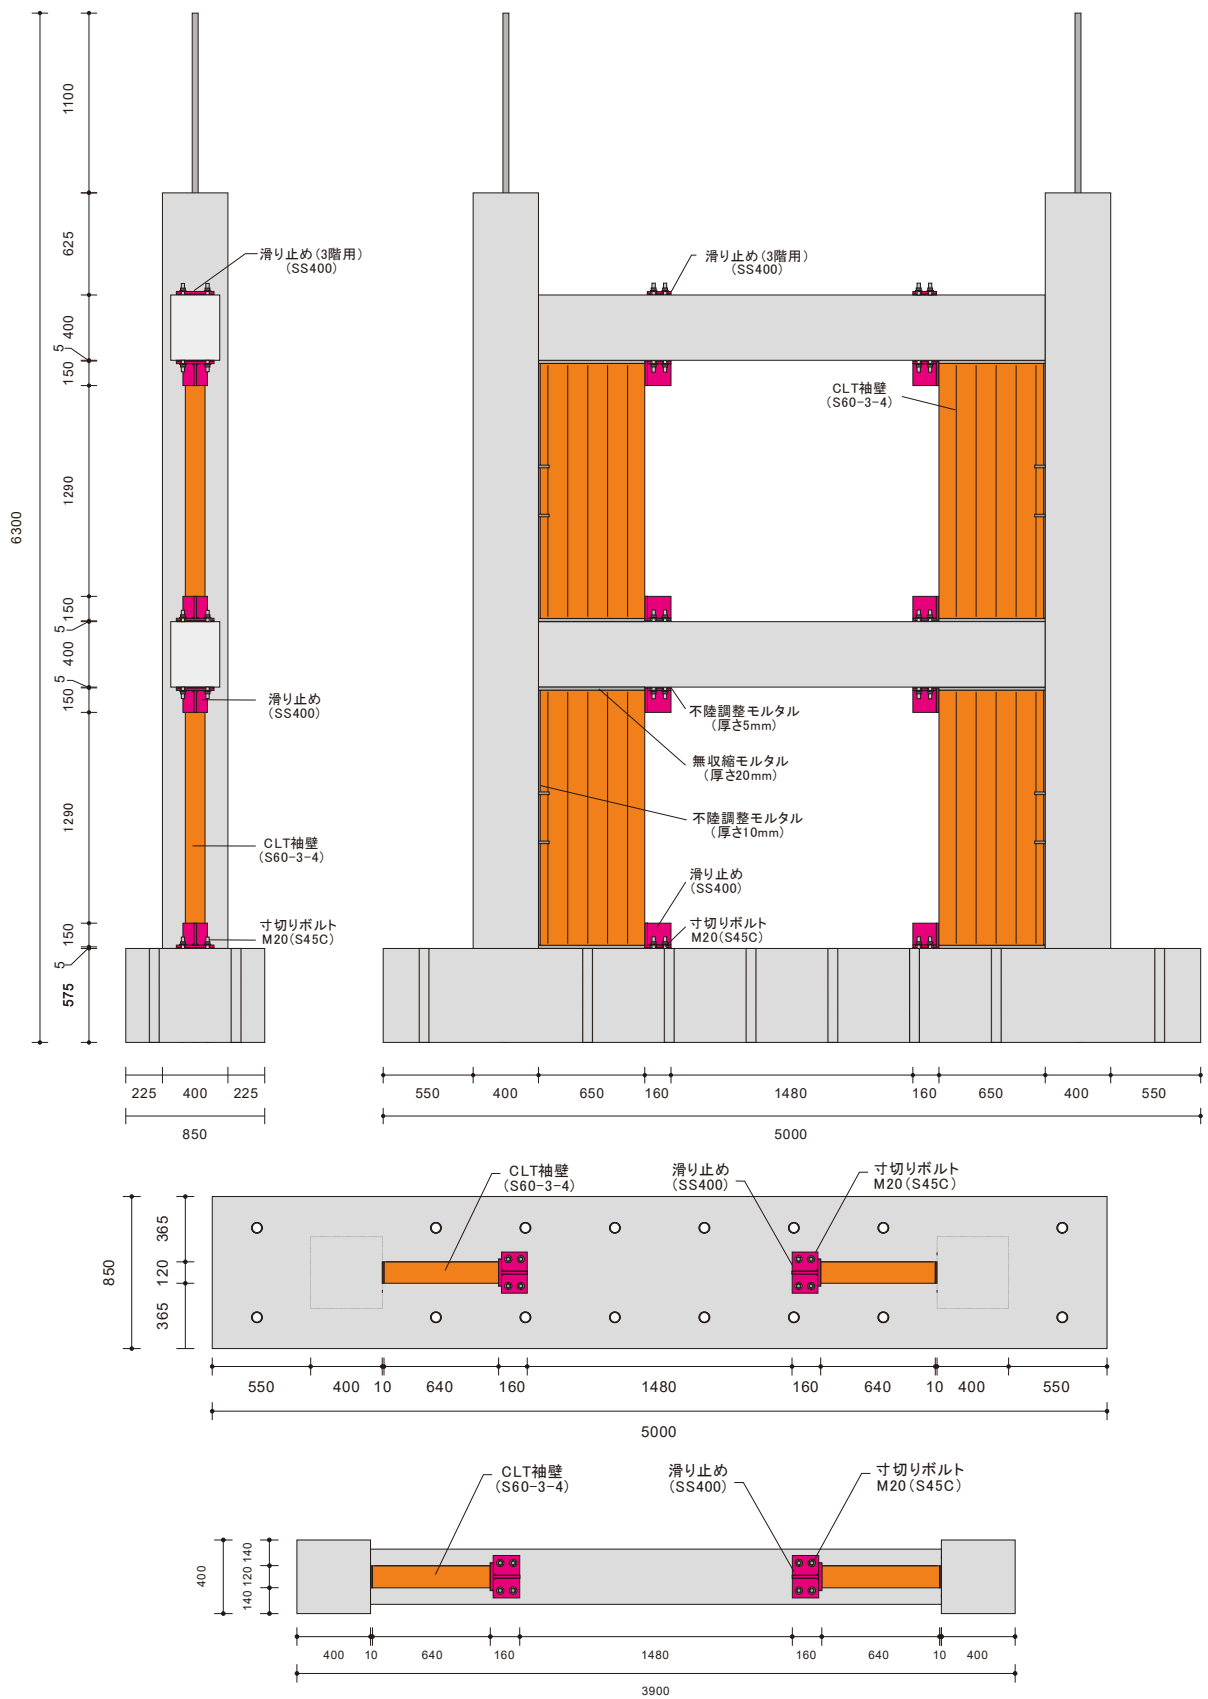 1100
625
400
5
150
1290
6300
150
5
400
5
150
1290
150
5
575
滑り止め(3階用)
(SS400)
滑り止め
(SS400)
CLT袖壁
(S60-3-4)
寸切りボルト
M20(S45C)
225
400
225
850
滑り止め(3階用)
(SS400)
CLT袖壁
(S60-3-4)
不陸調整モルタル
(厚さ5mm)
無収縮モルタル
(厚さ20mm)
不陸調整モルタル
(厚さ10mm)
滑り止め
(SS400)
寸切りボルト
M20(S45C)
550
400
650
160
1480
160
650
400
550
5000
CLT袖壁
(S60-3-4)
滑り止め
(SS400)
寸切りボルト
M20(S45C)
850
365
120
365
550
400
10
640
160
1480
160
640
10
400
550
5000
CLT袖壁
(S60-3-4)
滑り止め
(SS400)
寸切りボルト
M20(S45C)
400
140
120
140
400
10
640
160
1480
160
640
10
400
3900